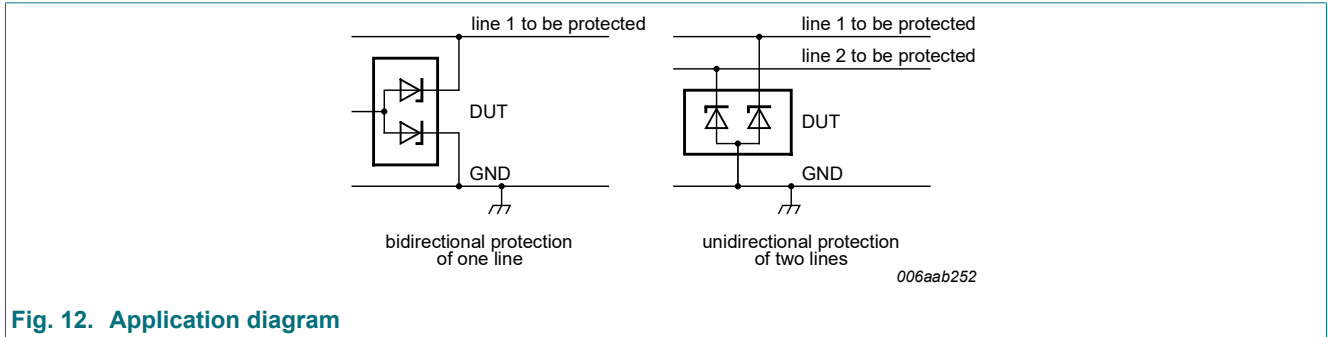 line 1 to be protected
DUT
GND
bidirectional protection
of one line
line 1 to be protected
line 2 to be protected
DUT
GND
unidirectional protection
of two lines
006aab252
Fig. 12. Application diagram